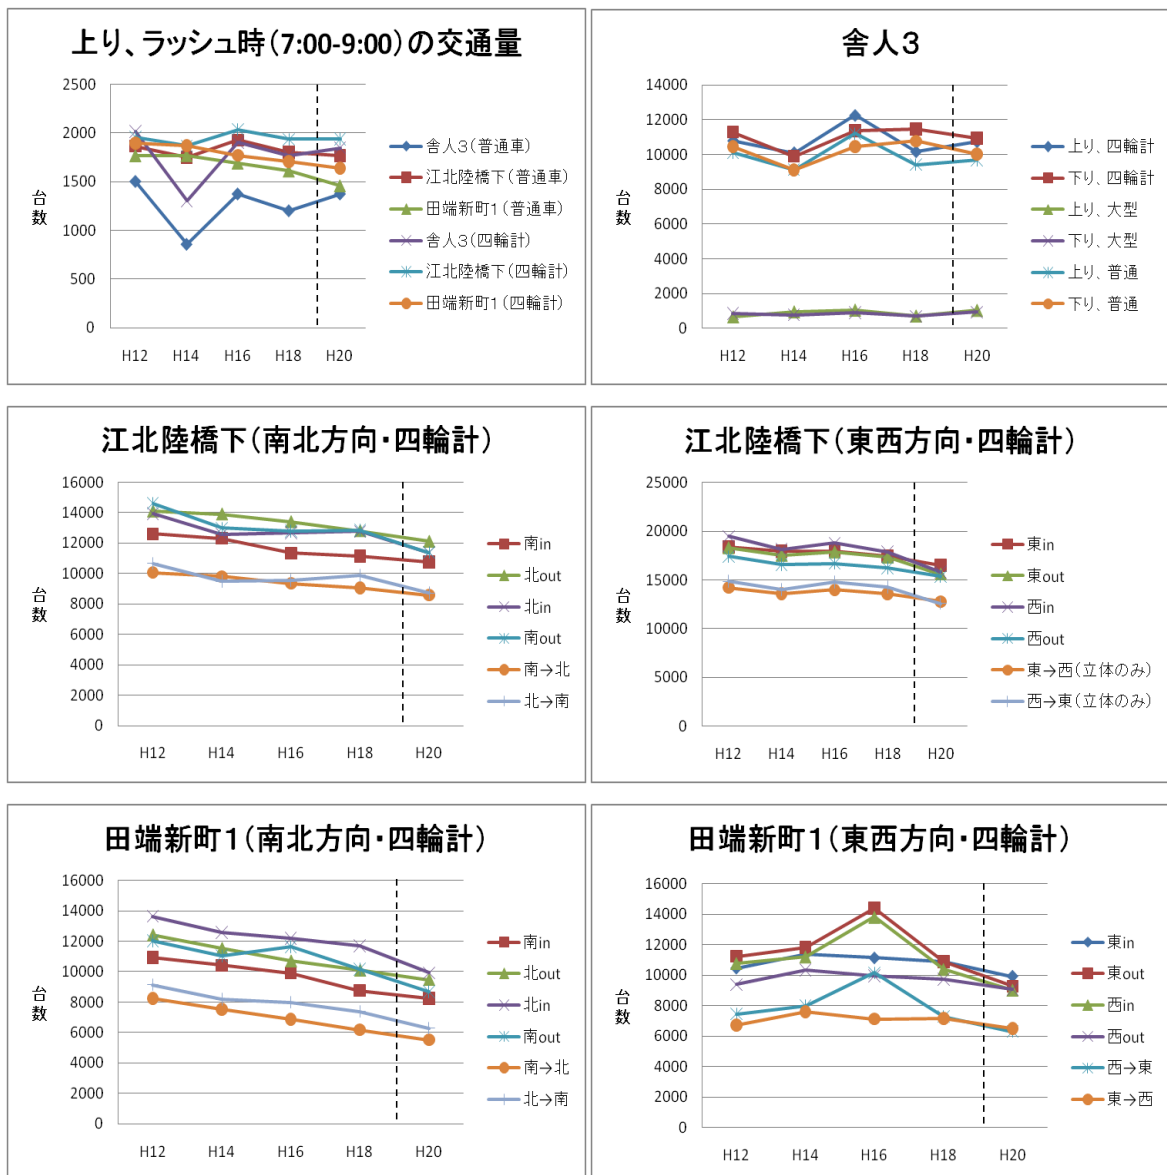 上り、ラッシュ時(7:00-9:00)の交通量
2500
2000
1500
1000
500
0
台数
H12 H14 H16 H18 H20
舎人3(普通車)
江北陸橋下(普通車)
田端新町1(普通車)
舎人3(四輪計)
江北陸橋下(四輪計)
田端新町1(四輪計)
舎人3
14000
12000
10000
8000
6000
4000
2000
0
台数
H12 H14 H16 H18 H20
上り、四輪計
下り、四輪計
上り、大型
下り、大型
上り、普通
下り、普通
江北陸橋下(南北方向・四輪計)
16000
14000
12000
10000
8000
6000
4000
2000
0
台数
H12 H14 H16 H18 H20
南in
北out
北in
南out
南→北
北→南
江北陸橋下(東西方向・四輪計)
25000
20000
15000
10000
5000
0
台数
H12 H14 H16 H18 H20
東in
東out
西in
西out
東→西(立体のみ)
西→東(立体のみ)
田端新町1(南北方向・四輪計)
16000
14000
12000
10000
8000
6000
4000
2000
0
台数
H12 H14 H16 H18 H20
南in
北out
北in
南out
南→北
北→南
田端新町1(東西方向・四輪計)
16000
14000
12000
10000
8000
6000
4000
2000
0
台数
H12 H14 H16 H18 H20
東in
東out
西in
西out
西→東
東→西